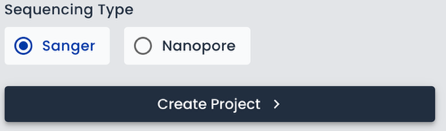 Sequencing Type
Sanger Nanopore
Create Project